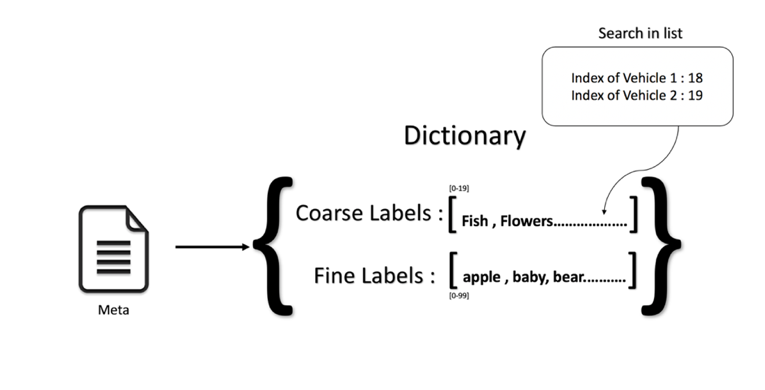 Search in list
Index of Vehicle 1 : 18
Index of Vehicle 2 : 19
Dictionary
[0-19]
Coarse Labels : [ Fish , Flowers................... ]
Fine Labels : [ apple , baby, bear........... ]
[0-99]
Meta